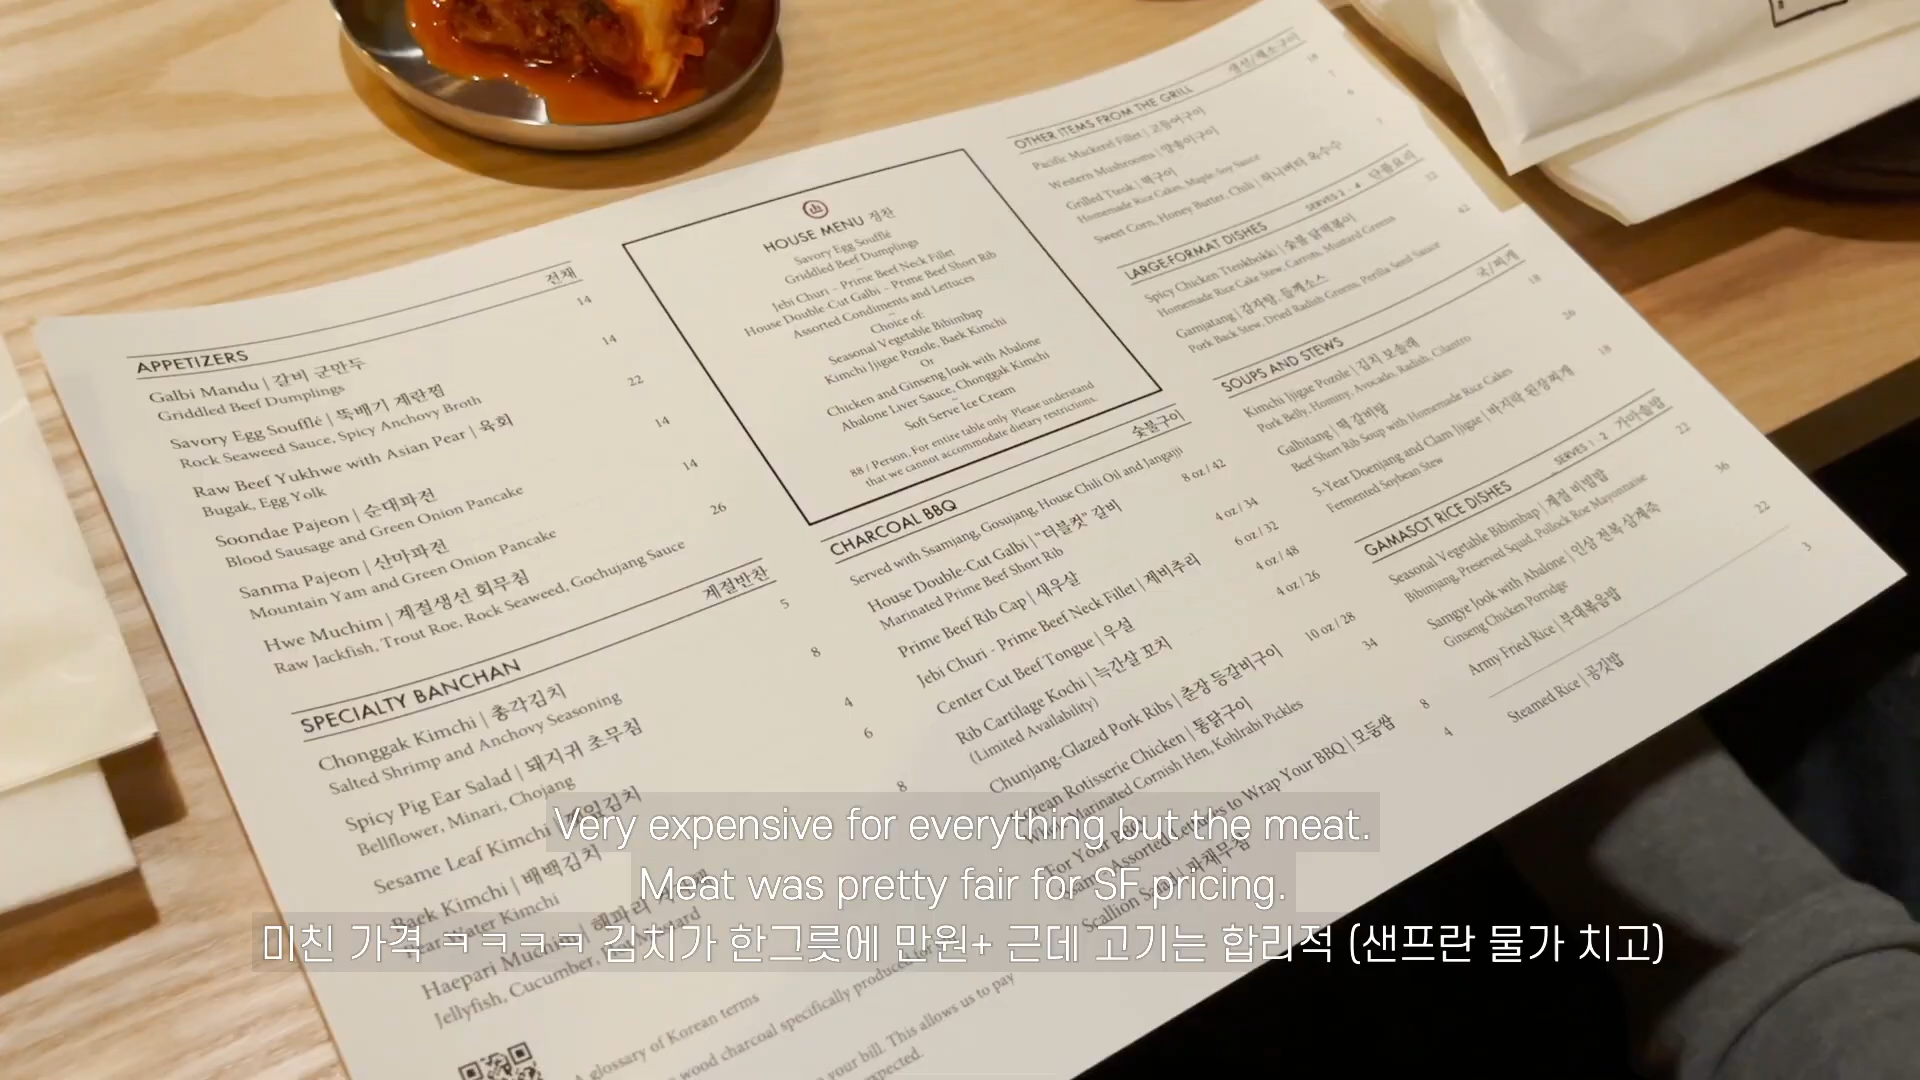 APPETIZERS 전채
Galbi Mandu | 갈비 군만두 14
Griddled Beef Dumplings
Savory Egg Soufflé | 뚝배기 계란찜 14
Rock Seaweed Sauce, Spicy Anchovy Broth
Raw Beef Yukhwe with Asian Pear | 육회 22
Bugak, Egg Yolk
Soondae Pajeon | 순대파전 14
Blood Sausage and Green Onion Pancake
Sanma Pajeon | 산마파전 14
Mountain Yam and Green Onion Pancake
Hwe Muchim | 계절생선 회무침 26
Raw Jackfish, Trout Roe, Rock Seaweed, Gochujang Sauce
SPECIALTY BANCHAN 계절반찬
Chonggak Kimchi | 총각김치 5
Salted Shrimp and Anchovy Seasoning
Spicy Pig Ear Salad | 돼지귀 초무침 8
Bellflower, Minari, Chojang
Sesame Leaf Kimchi 4
Baek Kimchi | 배백김치 6
Water Kimchi
Haepari Muchim | 해파리 8
Jellyfish, Cucumber,
glossary of Korean terms
wood charcoal specifically produced for
your bill. This allows us to pay
expected.
HOUSE MENU 정찬
Savory Egg Soufflé
Griddled Beef Dumplings
~
Jebi Churi – Prime Beef Neck Fillet
House Double-Cut Galbi – Prime Beef Short Rib
Assorted Condiments and Lettuces
~
Choice of:
Seasonal Vegetable Bibimbap
Kimchi Jjigae Pozole, Baek Kimchi
Or
Chicken and Ginseng Jook with Abalone
Abalone Liver Sauce, Chonggak Kimchi
~
Soft Serve Ice Cream
88 / Person, For entire table only. Please understand
that we cannot accommodate dietary restrictions.
CHARCOAL BBQ 숯불구이
Served with Ssamjang, Gosujang, House Chili Oil and Jangajji
House Double-Cut Galbi | "더블컷" 갈비 8 oz / 42
Marinated Prime Beef Short Rib
Prime Beef Rib Cap | 새우살 4 oz / 34
Jebi Churi - Prime Beef Neck Fillet | 제비추리 6 oz / 32
Center Cut Beef Tongue | 우설 4 oz / 48
Rib Cartilage Kochi | 늑간살 꼬치 4 oz / 26
(Limited Availability)
Chunjang-Glazed Pork Ribs | 춘장 등갈비구이 10 oz / 28
Korean Rotisserie Chicken | 통닭구이 34
Whole Marinated Cornish Hen, Kohlrabi Pickles
For Your BBQ
Ssam, Assorted Lettuces to Wrap Your BBQ | 모둠쌈 8
Scallion Salad | 파채무침 4
OTHER ITEMS FROM THE GRILL 생선/채소구이
Pacific Mackerel Fillet | 고등어구이 18
Western Mushrooms | 양송이구이 7
Grilled Tteok | 떡구이
Homemade Rice Cakes, Maple-Soy Sauce
Sweet Corn, Honey Butter, Chili | 허니버터 옥수수
LARGE-FORMAT DISHES SERVES 2 - 4 단품요리
Spicy Chicken Tteokbokki | 숯불 닭떡볶이 32
Homemade Rice Cake Stew, Carrots, Mustard Greens
Gamjatang | 감자탕, 들깨소스 42
Pork Back Stew, Dried Radish Greens, Perilla Seed Sauce
SOUPS AND STEWS 국/찌개
Kimchi Jjigae Pozole | 김치 포솔레 18
Pork Belly, Hominy, Avocado, Radish, Cilantro
Galbitang | 떡 갈비탕 26
Beef Short Rib Soup with Homemade Rice Cakes
5-Year Doenjang and Clam Jjigae | 바지락 된장찌개 18
Fermented Soybean Stew
GAMASOT RICE DISHES SERVES 1 - 2 가마솥밥
Seasonal Vegetable Bibimbap | 계절 비빔밥 22
Bibimjang, Preserved Squid, Pollock Roe Mayonnaise
Samgye Jook with Abalone | 인삼 전복 삼계죽 36
Ginseng Chicken Porridge
Army Fried Rice | 부대볶음밥 22
Steamed Rice | 공깃밥 3
Very expensive for everything but the meat.
Meat was pretty fair for SF pricing.
미친 가격 ㅋㅋㅋㅋ 김치가 한그릇에 만원+ 근데 고기는 합리적 (샌프란 물가 치고)